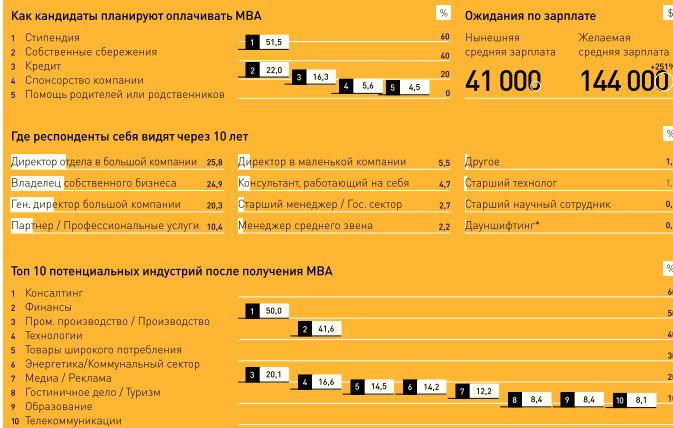 Как кандидаты планируют оплачивать MBA
%
1 Стипендия
2 Собственные сбережения
3 Кредит
4 Спонсорство компании
5 Помощь родителей или родственников
60
40
20
0
1 51,5
2 22,0
3 16,3
4 5,6
5 4,5
Ожидания по зарплате
$
Нынешняя средняя зарплата
41 000
Желаемая средняя зарплата
+251%
144 000
Где респонденты себя видят через 10 лет
%
Директор отдела в большой компании 25,8
Владелец собственного бизнеса 24,9
Ген. директор большой компании 20,3
Партнер / Профессиональные услуги 10,4
Директор в маленькой компании 5,5
Консультант, работающий на себя 4,7
Старший менеджер / Гос. сектор 2,7
Менеджер среднего звена 2,2
Другое 1,
Старший технолог 1,
Старший научный сотрудник 0,
Дауншифтинг* 0,
Топ 10 потенциальных индустрий после получения MBA
%
1 Консалтинг
2 Финансы
3 Пром. производство / Производство
4 Технологии
5 Товары широкого потребления
6 Энергетика/Коммунальный сектор
7 Медиа / Реклама
8 Гостиничное дело / Туризм
9 Образование
10 Телекоммуникации
1 50,0
2 41,6
3 20,1
4 16,6
5 14,5
6 14,2
7 12,2
8 8,4
9 8,4
10 8,1